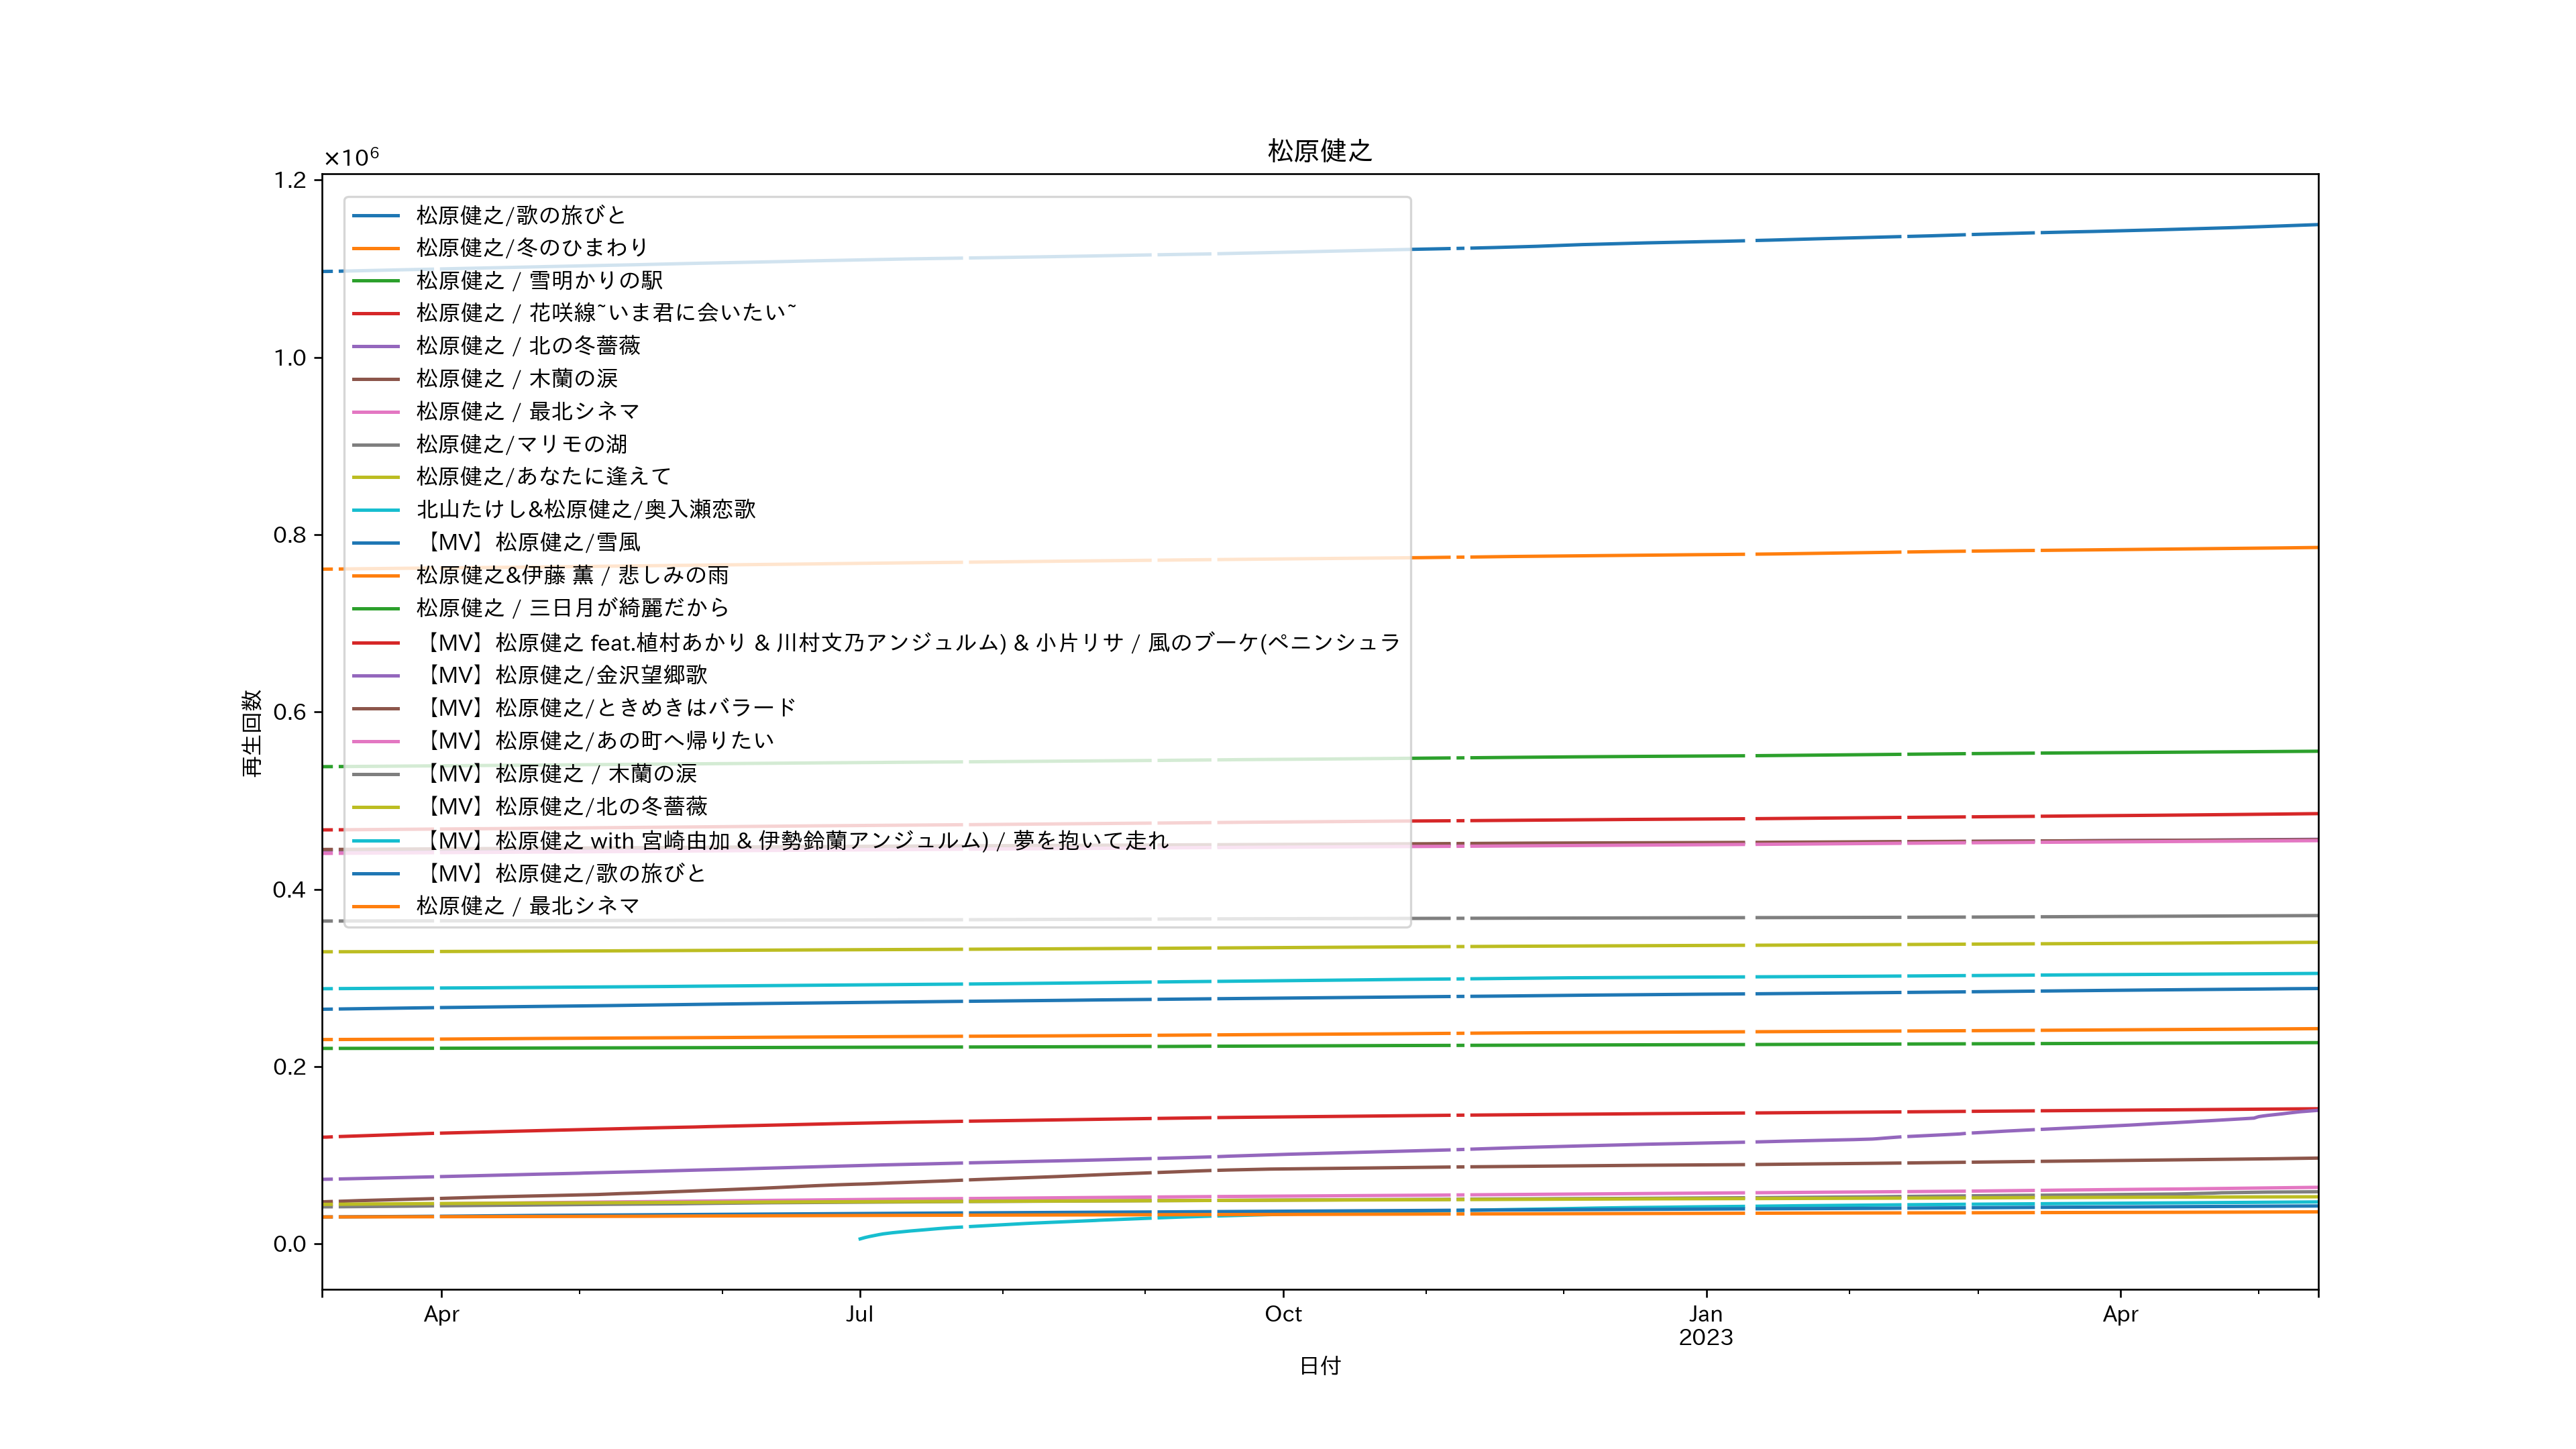 松原健之
×10⁶
1.2
1.0
0.8
0.6
0.4
0.2
0.0
再生回数
松原健之/歌の旅びと
松原健之/冬のひまわり
松原健之 / 雪明かりの駅
松原健之 / 花咲線~いま君に会いたい~
松原健之 / 北の冬薔薇
松原健之 / 木蘭の涙
松原健之 / 最北シネマ
松原健之/マリモの湖
松原健之/あなたに逢えて
北山たけし&松原健之/奥入瀬恋歌
【MV】松原健之/雪風
松原健之&伊藤 薫 / 悲しみの雨
松原健之 / 三日月が綺麗だから
【MV】松原健之 feat.植村あかり & 川村文乃アンジュルム) & 小片リサ / 風のブーケ(ペニンシュラ
【MV】松原健之/金沢望郷歌
【MV】松原健之/ときめきはバラード
【MV】松原健之/あの町へ帰りたい
【MV】松原健之 / 木蘭の涙
【MV】松原健之/北の冬薔薇
【MV】松原健之 with 宮崎由加 & 伊勢鈴蘭アンジュルム) / 夢を抱いて走れ
【MV】松原健之/歌の旅びと
松原健之 / 最北シネマ
Apr
Jul
Oct
Jan
2023
Apr
日付